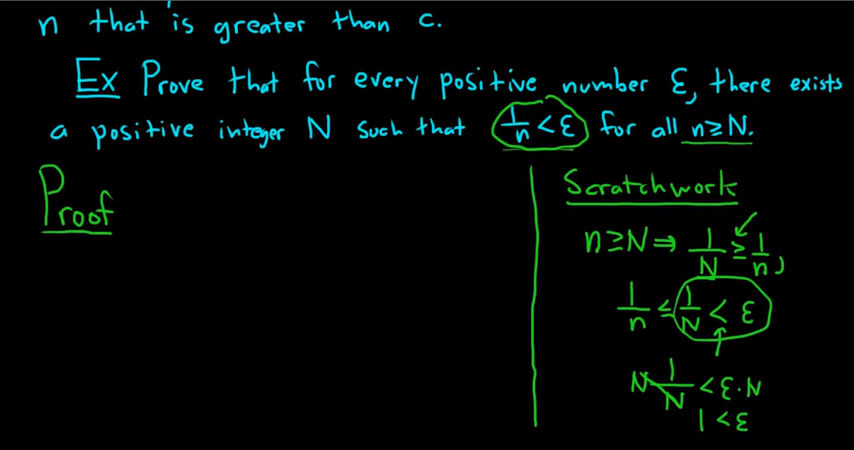 n that is greater than c.
Ex Prove that for every positive number ε, there exists
a positive integer N such that 1/n < ε for all n ≥ N.
Proof
Scratchwork
n ≥ N ⇒ 1/N ≥ 1/n,
1/n ≤ 1/N < ε
N 1/N < ε·N
1 < ε